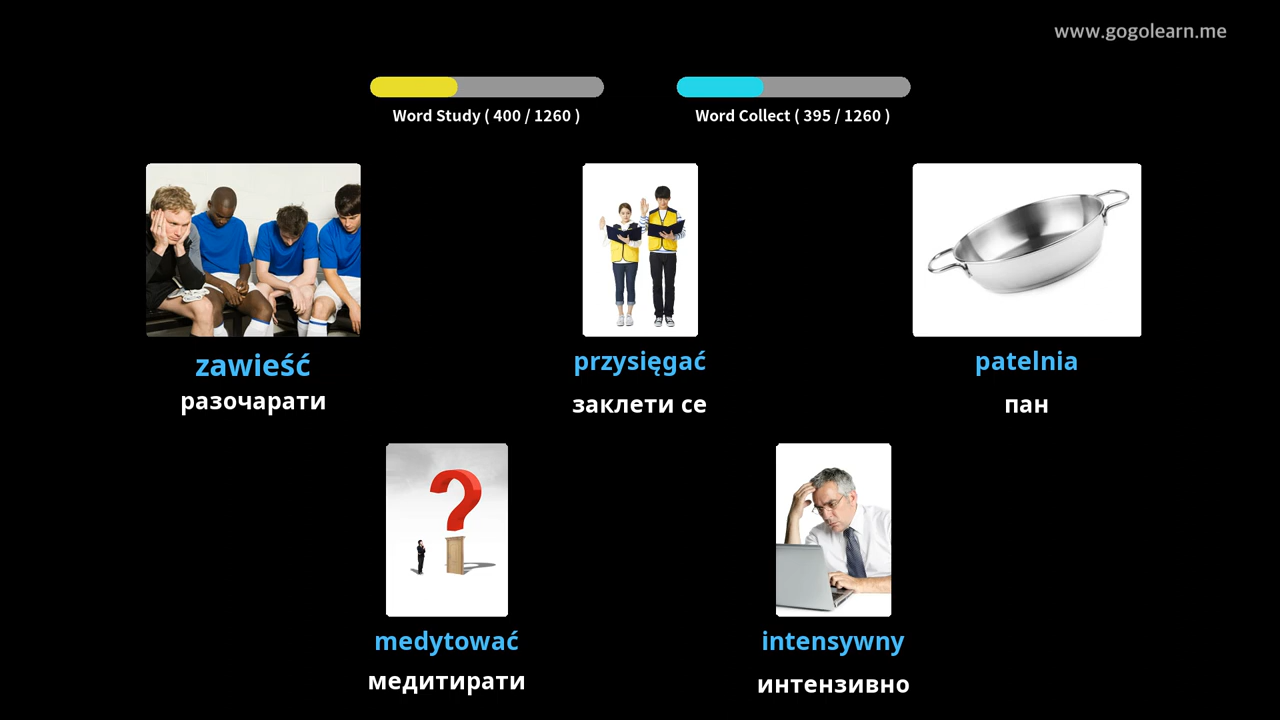 www.gogolearn.me
Word Study ( 400 / 1260 )
Word Collect ( 395 / 1260 )
zawieść
разочарати
przysięgać
заклети се
patelnia
пан
medytować
медитирати
intensywny
интензивно